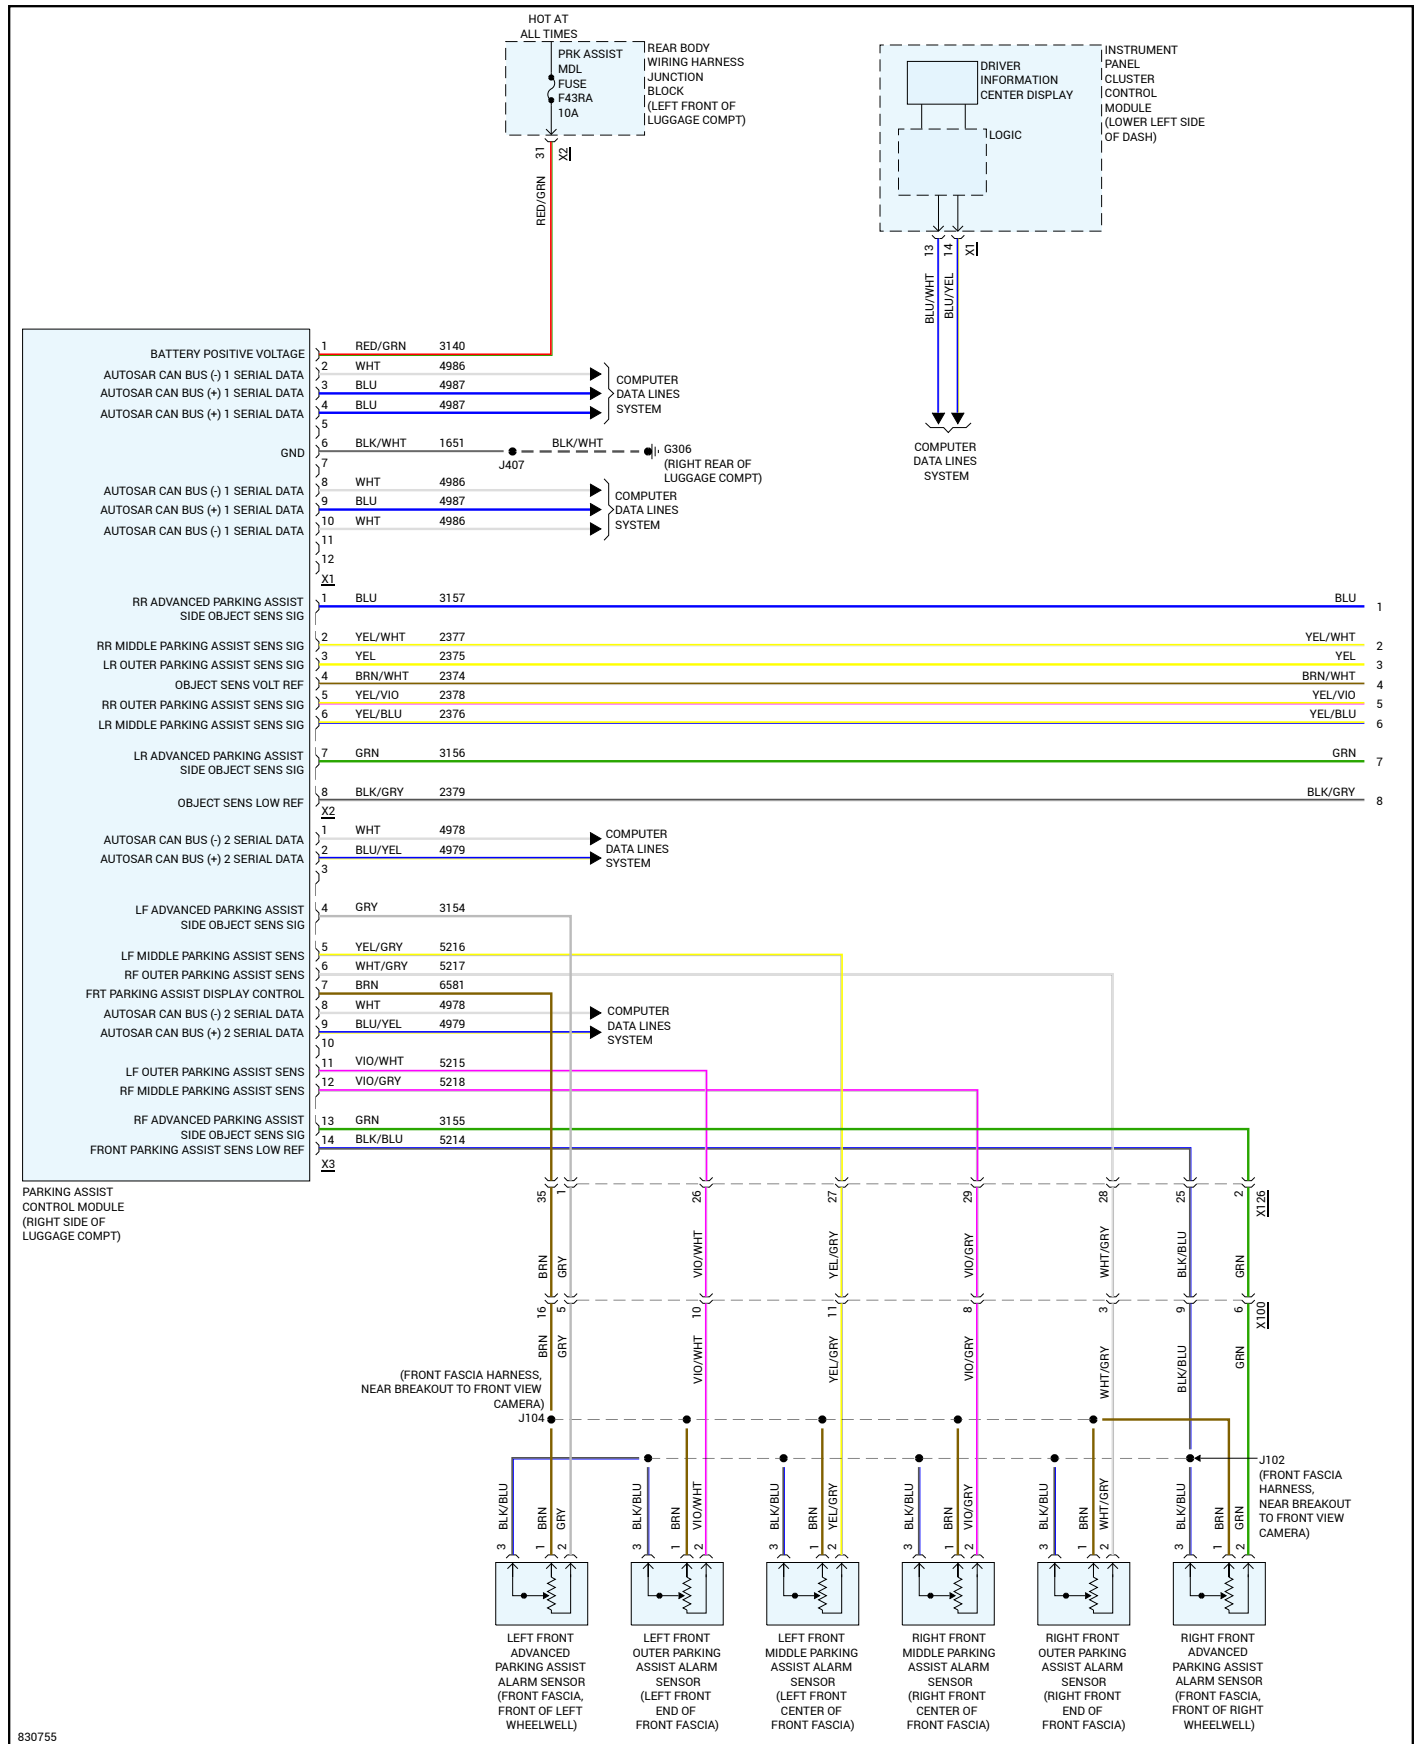 HOT AT
ALL TIMES
PRK ASSIST
MDL
FUSE
F43RA
10A
REAR BODY
WIRING HARNESS
JUNCTION
BLOCK
(LEFT FRONT OF
LUGGAGE COMPT)
31
X2
RED/GRN
DRIVER
INFORMATION
CENTER DISPLAY
LOGIC
INSTRUMENT
PANEL
CLUSTER
CONTROL
MODULE
(LOWER LEFT SIDE
OF DASH)
13
14
X1
BLU/WHT
BLU/YEL
COMPUTER
DATA LINES
SYSTEM
BATTERY POSITIVE VOLTAGE
1 RED/GRN 3140
AUTOSAR CAN BUS (-) 1 SERIAL DATA
2 WHT 4986
AUTOSAR CAN BUS (+) 1 SERIAL DATA
3 BLU 4987
AUTOSAR CAN BUS (+) 1 SERIAL DATA
4 BLU 4987
COMPUTER
DATA LINES
SYSTEM
5
GND
6 BLK/WHT 1651
J407
BLK/WHT
G306
(RIGHT REAR OF
LUGGAGE COMPT)
7
AUTOSAR CAN BUS (-) 1 SERIAL DATA
8 WHT 4986
AUTOSAR CAN BUS (+) 1 SERIAL DATA
9 BLU 4987
AUTOSAR CAN BUS (-) 1 SERIAL DATA
10 WHT 4986
COMPUTER
DATA LINES
SYSTEM
11
12
X1
RR ADVANCED PARKING ASSIST
SIDE OBJECT SENS SIG
1 BLU 3157 BLU 1
RR MIDDLE PARKING ASSIST SENS SIG
2 YEL/WHT 2377 YEL/WHT 2
LR OUTER PARKING ASSIST SENS SIG
3 YEL 2375 YEL 3
OBJECT SENS VOLT REF
4 BRN/WHT 2374 BRN/WHT 4
RR OUTER PARKING ASSIST SENS SIG
5 YEL/VIO 2378 YEL/VIO 5
LR MIDDLE PARKING ASSIST SENS SIG
6 YEL/BLU 2376 YEL/BLU 6
LR ADVANCED PARKING ASSIST
SIDE OBJECT SENS SIG
7 GRN 3156 GRN 7
OBJECT SENS LOW REF
8 BLK/GRY 2379 BLK/GRY 8
X2
AUTOSAR CAN BUS (-) 2 SERIAL DATA
1 WHT 4978
AUTOSAR CAN BUS (+) 2 SERIAL DATA
2 BLU/YEL 4979
COMPUTER
DATA LINES
SYSTEM
3
LF ADVANCED PARKING ASSIST
SIDE OBJECT SENS SIG
4 GRY 3154
LF MIDDLE PARKING ASSIST SENS
5 YEL/GRY 5216
RF OUTER PARKING ASSIST SENS
6 WHT/GRY 5217
FRT PARKING ASSIST DISPLAY CONTROL
7 BRN 6581
AUTOSAR CAN BUS (-) 2 SERIAL DATA
8 WHT 4978
AUTOSAR CAN BUS (+) 2 SERIAL DATA
9 BLU/YEL 4979
COMPUTER
DATA LINES
SYSTEM
10
LF OUTER PARKING ASSIST SENS
11 VIO/WHT 5215
RF MIDDLE PARKING ASSIST SENS
12 VIO/GRY 5218
RF ADVANCED PARKING ASSIST
SIDE OBJECT SENS SIG
13 GRN 3155
FRONT PARKING ASSIST SENS LOW REF
14 BLK/BLU 5214
X3
PARKING ASSIST
CONTROL MODULE
(RIGHT SIDE OF
LUGGAGE COMPT)
35 1 26 27 29 28 25 2 X126
BRN GRY VIO/WHT YEL/GRY VIO/GRY WHT/GRY BLK/BLU GRN
16 5 10 11 8 3 9 6 X100
BRN GRY VIO/WHT YEL/GRY VIO/GRY WHT/GRY BLK/BLU GRN
(FRONT FASCIA HARNESS,
NEAR BREAKOUT TO FRONT VIEW
CAMERA)
J104
J102
(FRONT FASCIA
HARNESS,
NEAR BREAKOUT
TO FRONT VIEW
CAMERA)
BLK/BLU BRN GRY BLK/BLU BRN VIO/WHT BLK/BLU BRN YEL/GRY BLK/BLU BRN VIO/GRY BLK/BLU BRN WHT/GRY BLK/BLU BRN GRN
3 1 2 3 1 2 3 1 2 3 1 2 3 1 2 3 1 2
LEFT FRONT
ADVANCED
PARKING ASSIST
ALARM SENSOR
(FRONT FASCIA,
FRONT OF LEFT
WHEELWELL)
LEFT FRONT
OUTER PARKING
ASSIST ALARM
SENSOR
(LEFT FRONT
END OF
FRONT FASCIA)
LEFT FRONT
MIDDLE PARKING
ASSIST ALARM
SENSOR
(LEFT FRONT
CENTER OF
FRONT FASCIA)
RIGHT FRONT
MIDDLE PARKING
ASSIST ALARM
SENSOR
(RIGHT FRONT
CENTER OF
FRONT FASCIA)
RIGHT FRONT
OUTER PARKING
ASSIST ALARM
SENSOR
(RIGHT FRONT
END OF
FRONT FASCIA)
RIGHT FRONT
ADVANCED
PARKING ASSIST
ALARM SENSOR
(FRONT FASCIA,
FRONT OF RIGHT
WHEELWELL)
830755